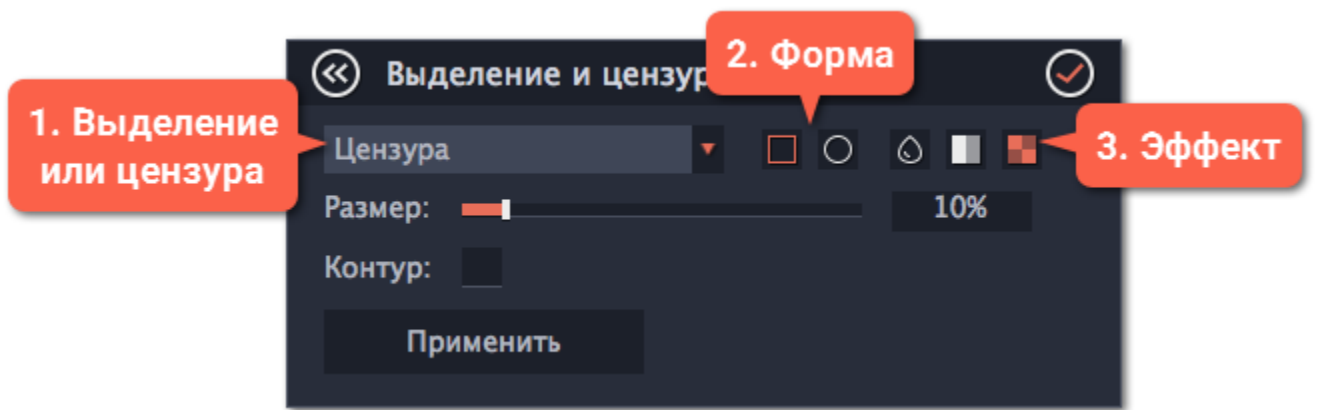 2. Форма
Выделение и цензур
1. Выделение
или цензура
Цензура
3. Эффект
Размер:
10%
Контур:
Применить